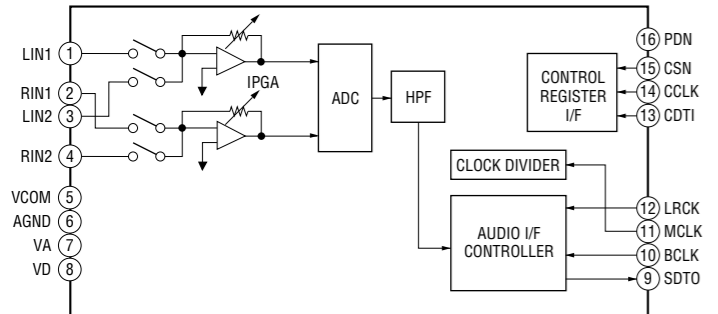 LIN1 1
RIN1 2
LIN2 3
RIN2 4
VCOM 5
AGND 6
VA 7
VD 8
IPGA
ADC
HPF
CONTROL
REGISTER
I/F
CLOCK DIVIDER
AUDIO I/F
CONTROLLER
16 PDN
15 CSN
14 CCLK
13 CDTI
12 LRCK
11 MCLK
10 BCLK
9 SDTO